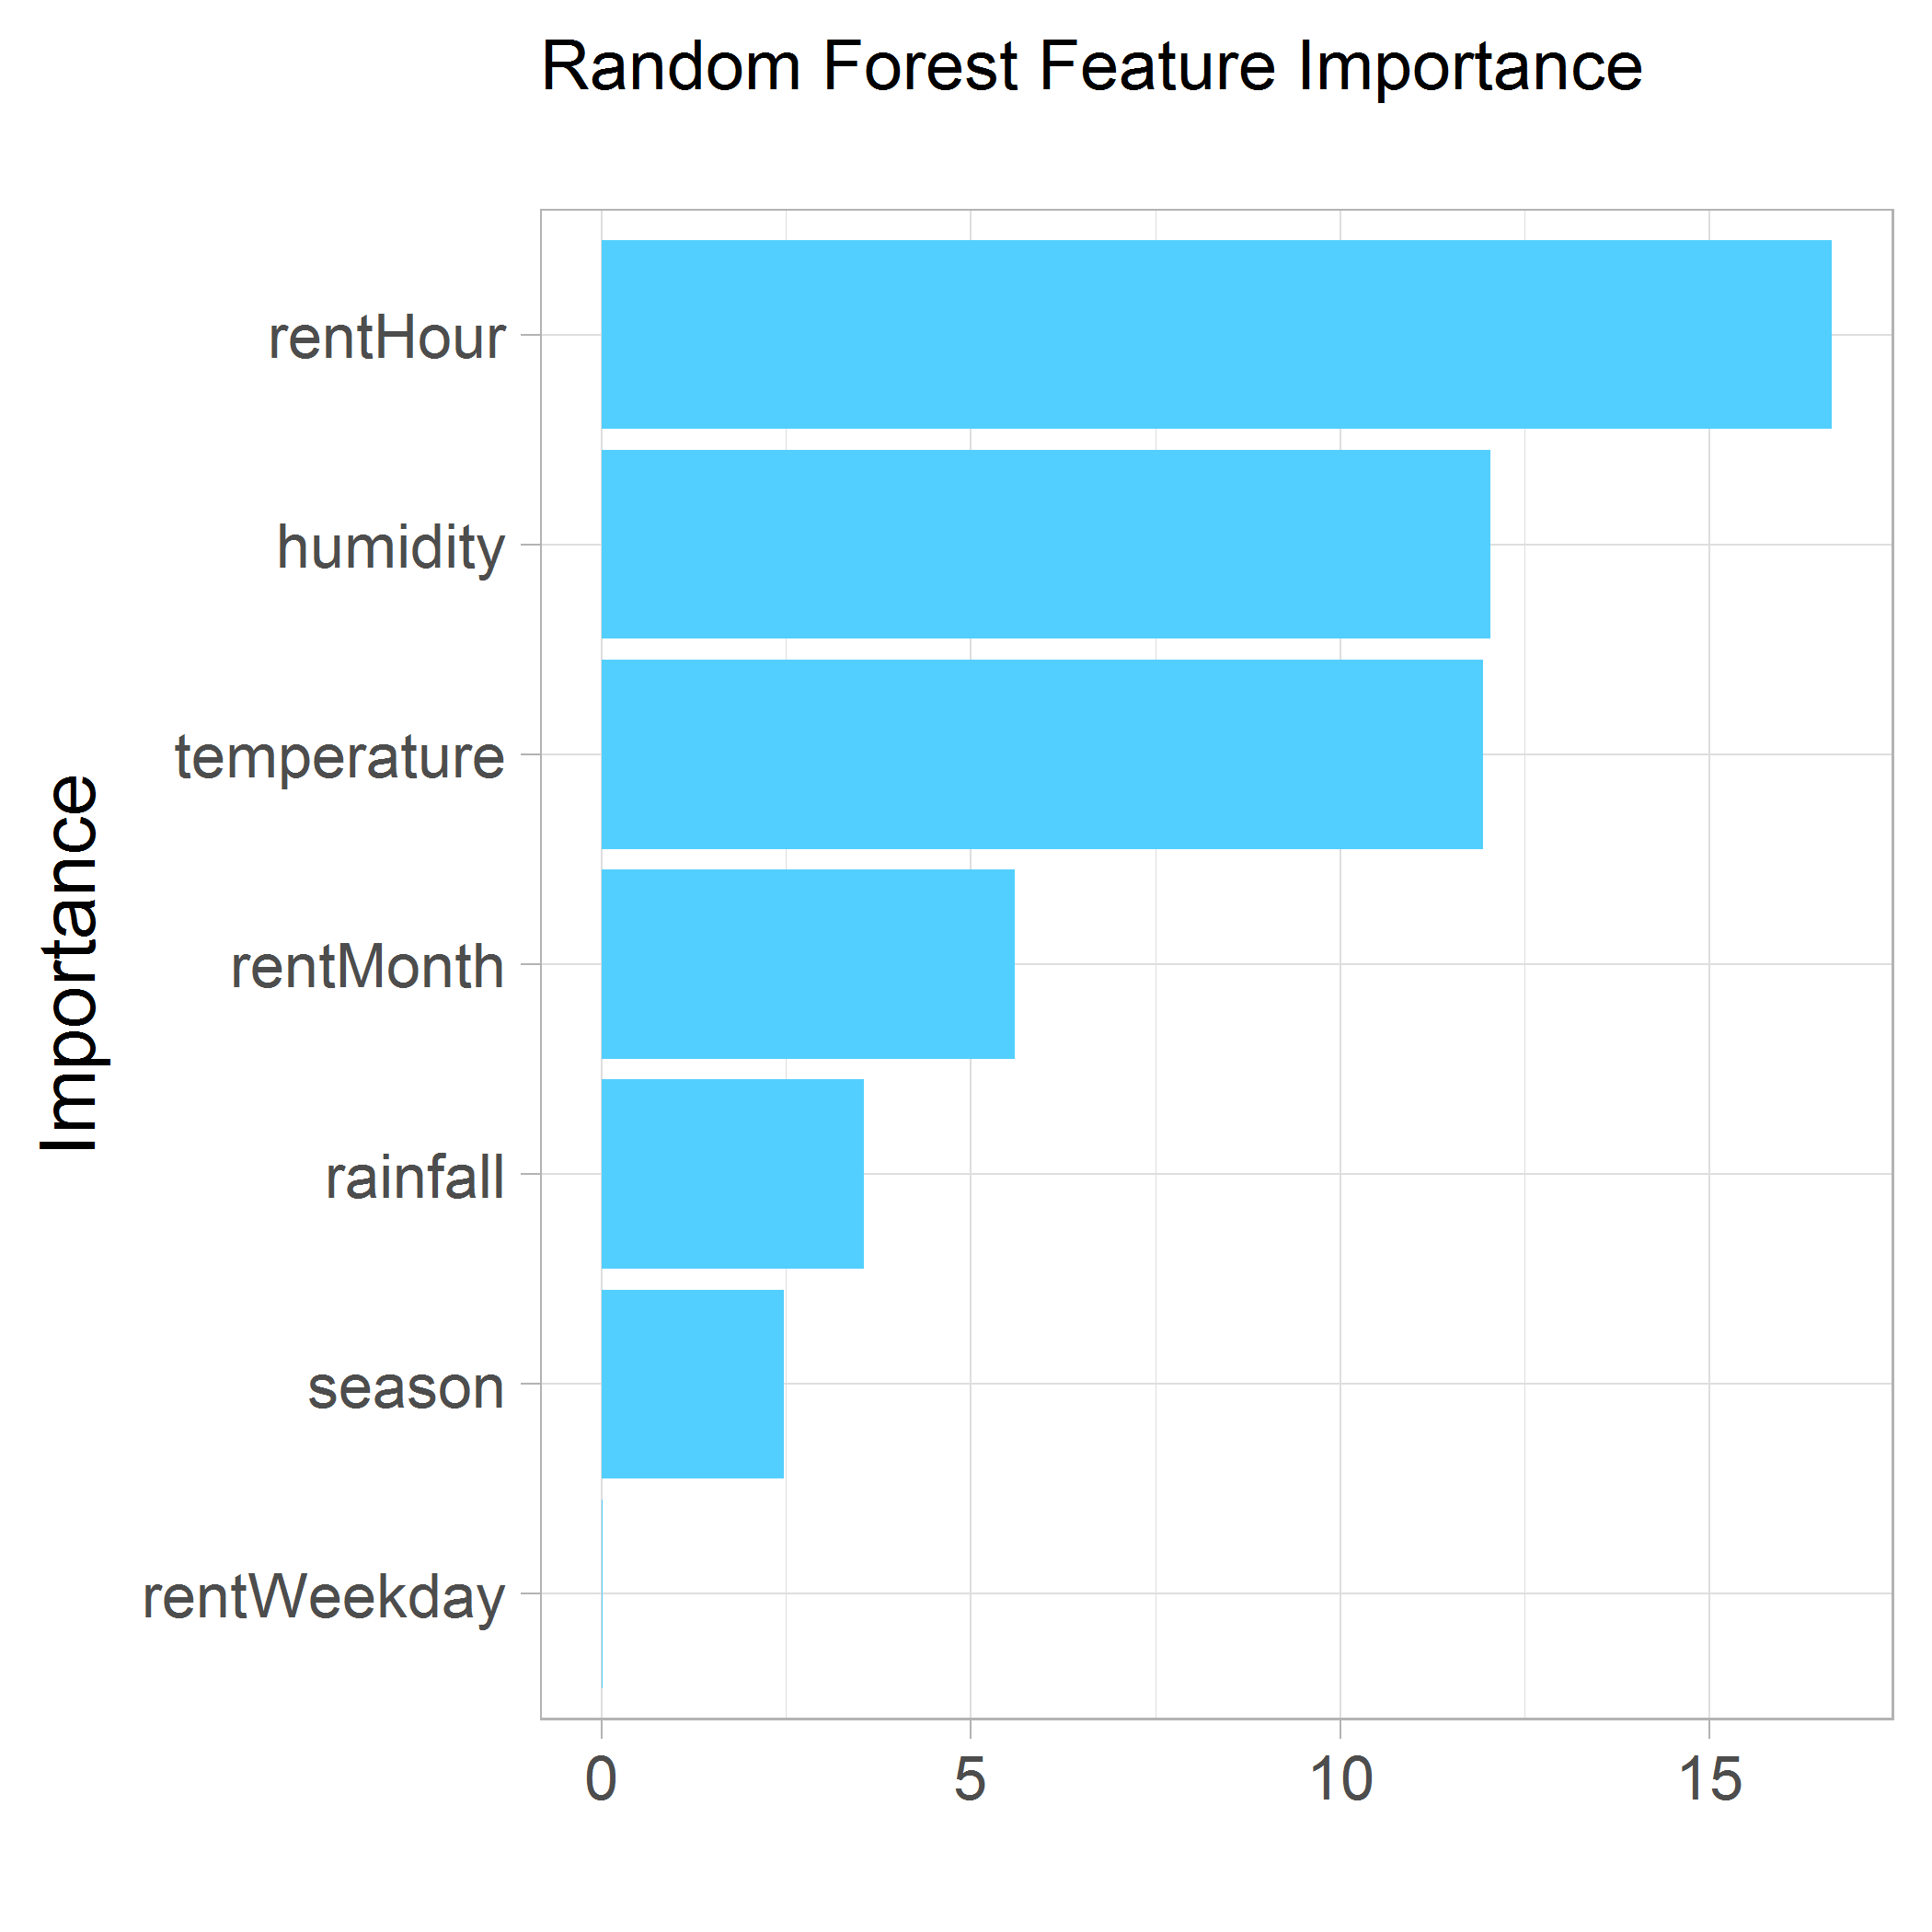 Random Forest Feature Importance
Importance
rentHour
humidity
temperature
rentMonth
rainfall
season
rentWeekday
0 5 10 15